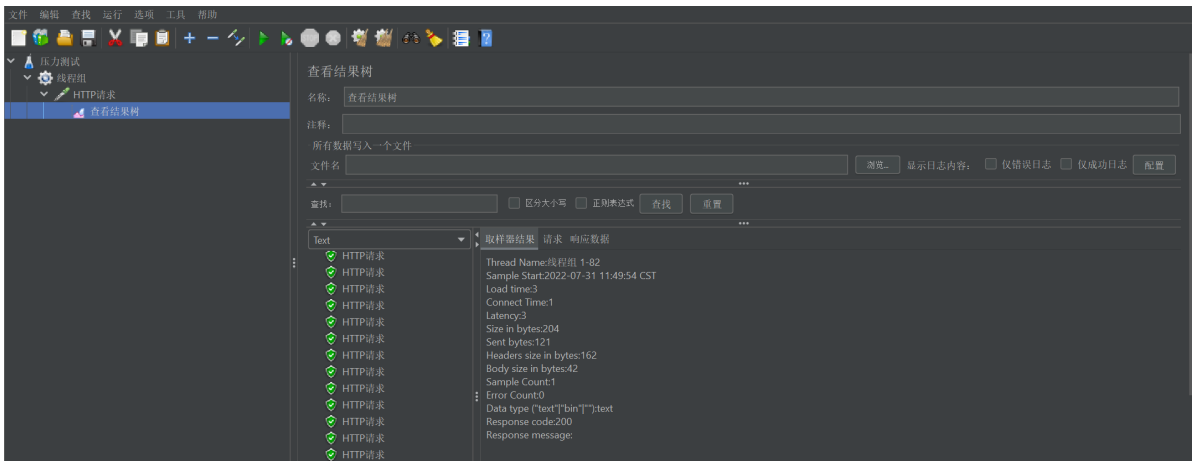 文件 编辑 查找 运行 选项 工具 帮助
压力测试
线程组
HTTP请求
查看结果树
查看结果树
名称： 查看结果树
注释：
所有数据写入一个文件
文件名 浏览... 显示日志内容： 仅错误日志 仅成功日志 配置
查找： 区分大小写 正则表达式 查找 重置
Text
取样器结果 请求 响应数据
HTTP请求
HTTP请求
HTTP请求
HTTP请求
HTTP请求
HTTP请求
HTTP请求
HTTP请求
HTTP请求
HTTP请求
HTTP请求
HTTP请求
HTTP请求
Thread Name:线程组 1-82
Sample Start:2022-07-31 11:49:54 CST
Load time:3
Connect Time:1
Latency:3
Size in bytes:204
Sent bytes:121
Headers size in bytes:162
Body size in bytes:42
Sample Count:1
Error Count:0
Data type ("text"|"bin"|""):text
Response code:200
Response message: